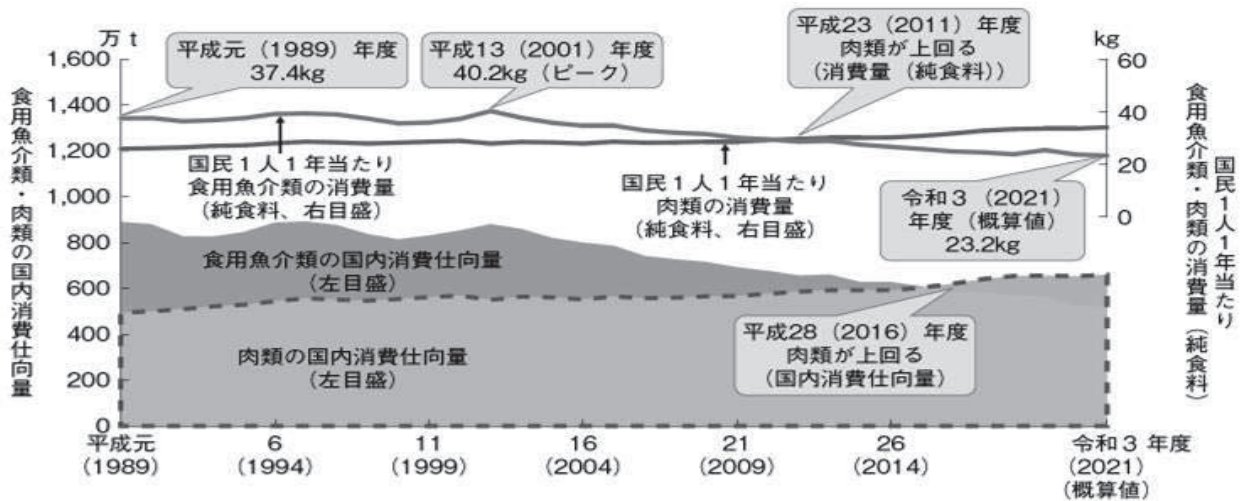 万 t
1,600
1,400
1,200
1,000
800
600
400
200
0
食用魚介類・肉類の国内消費仕向量
平成元（1989）年度
37.4kg
平成13（2001）年度
40.2kg（ピーク）
平成23（2011）年度
肉類が上回る
（消費量（純食料））
kg
60
40
20
0
国民１人１年当たり
食用魚介類・肉類の消費量（純食料）
国民１人１年当たり
食用魚介類の消費量
（純食料、右目盛）
国民１人１年当たり
肉類の消費量
（純食料、右目盛）
令和３（2021）
年度（概算値）
23.2kg
食用魚介類の国内消費仕向量
（左目盛）
肉類の国内消費仕向量
（左目盛）
平成28（2016）年度
肉類が上回る
（国内消費仕向量）
平成元
（1989）
6
（1994）
11
（1999）
16
（2004）
21
（2009）
26
（2014）
令和３ 年度
（2021）
（概算値）